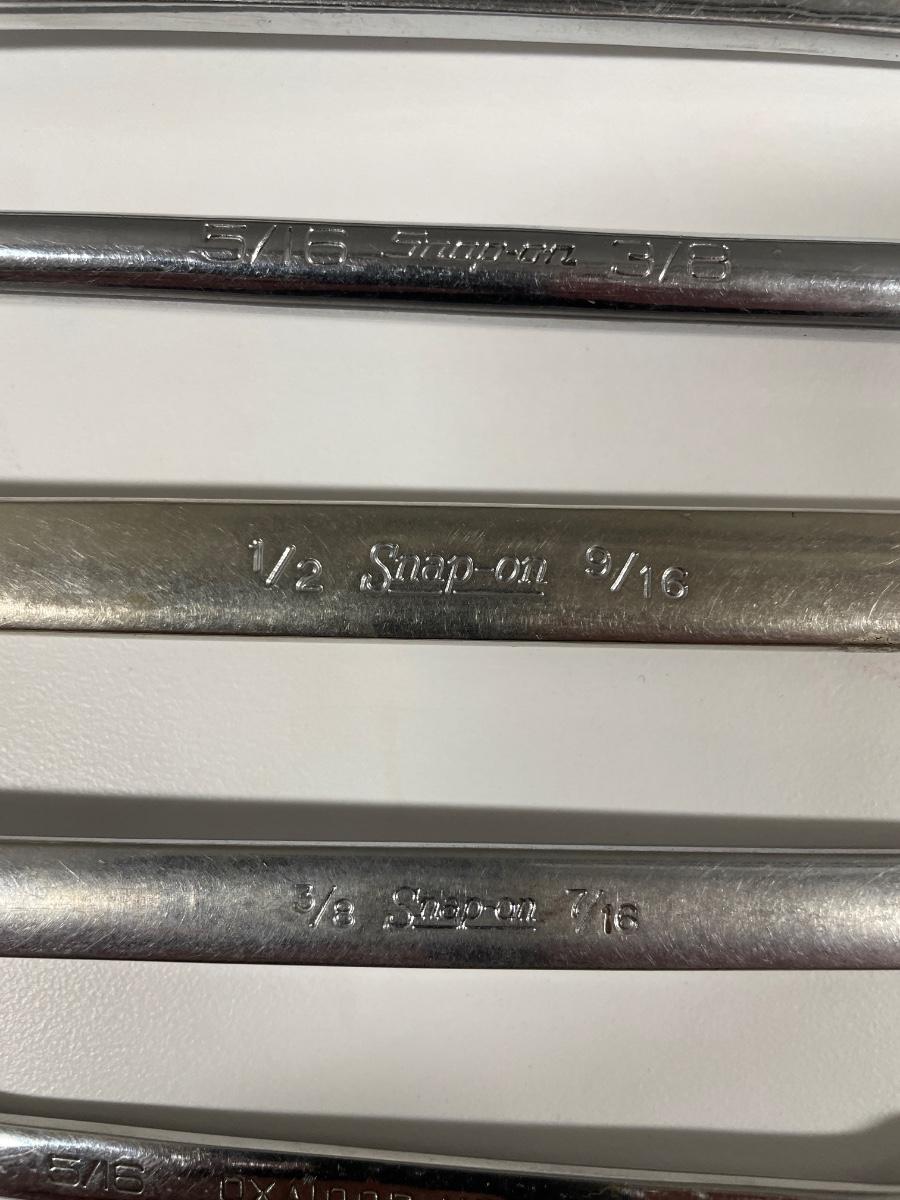 5/16 Snap-on 3/8
1/2 Snap-on 9/16
3/8 Snap-on 7/16
5/16